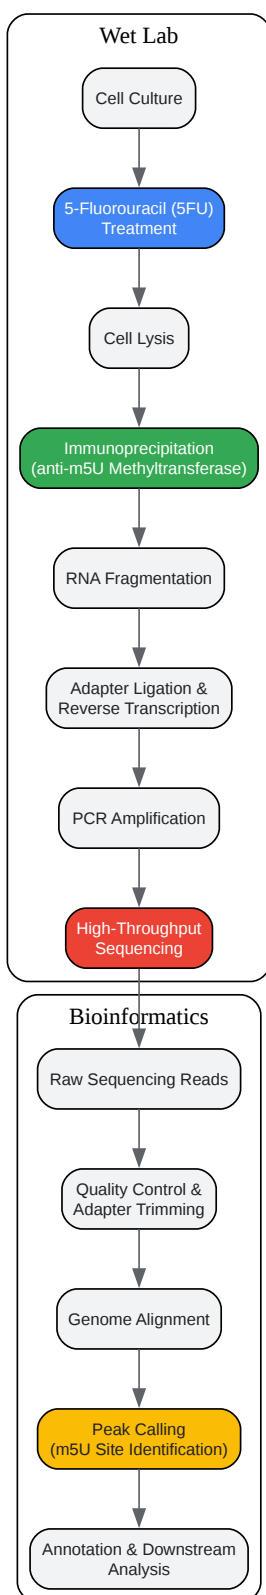 Wet Lab
Cell Culture
5-Fluorouracil (5FU)
Treatment
Cell Lysis
Immunoprecipitation
(anti-m5U Methyltransferase)
RNA Fragmentation
Adapter Ligation &
Reverse Transcription
PCR Amplification
High-Throughput
Sequencing
Bioinformatics
Raw Sequencing Reads
Quality Control &
Adapter Trimming
Genome Alignment
Peak Calling
(m5U Site Identification)
Annotation & Downstream
Analysis